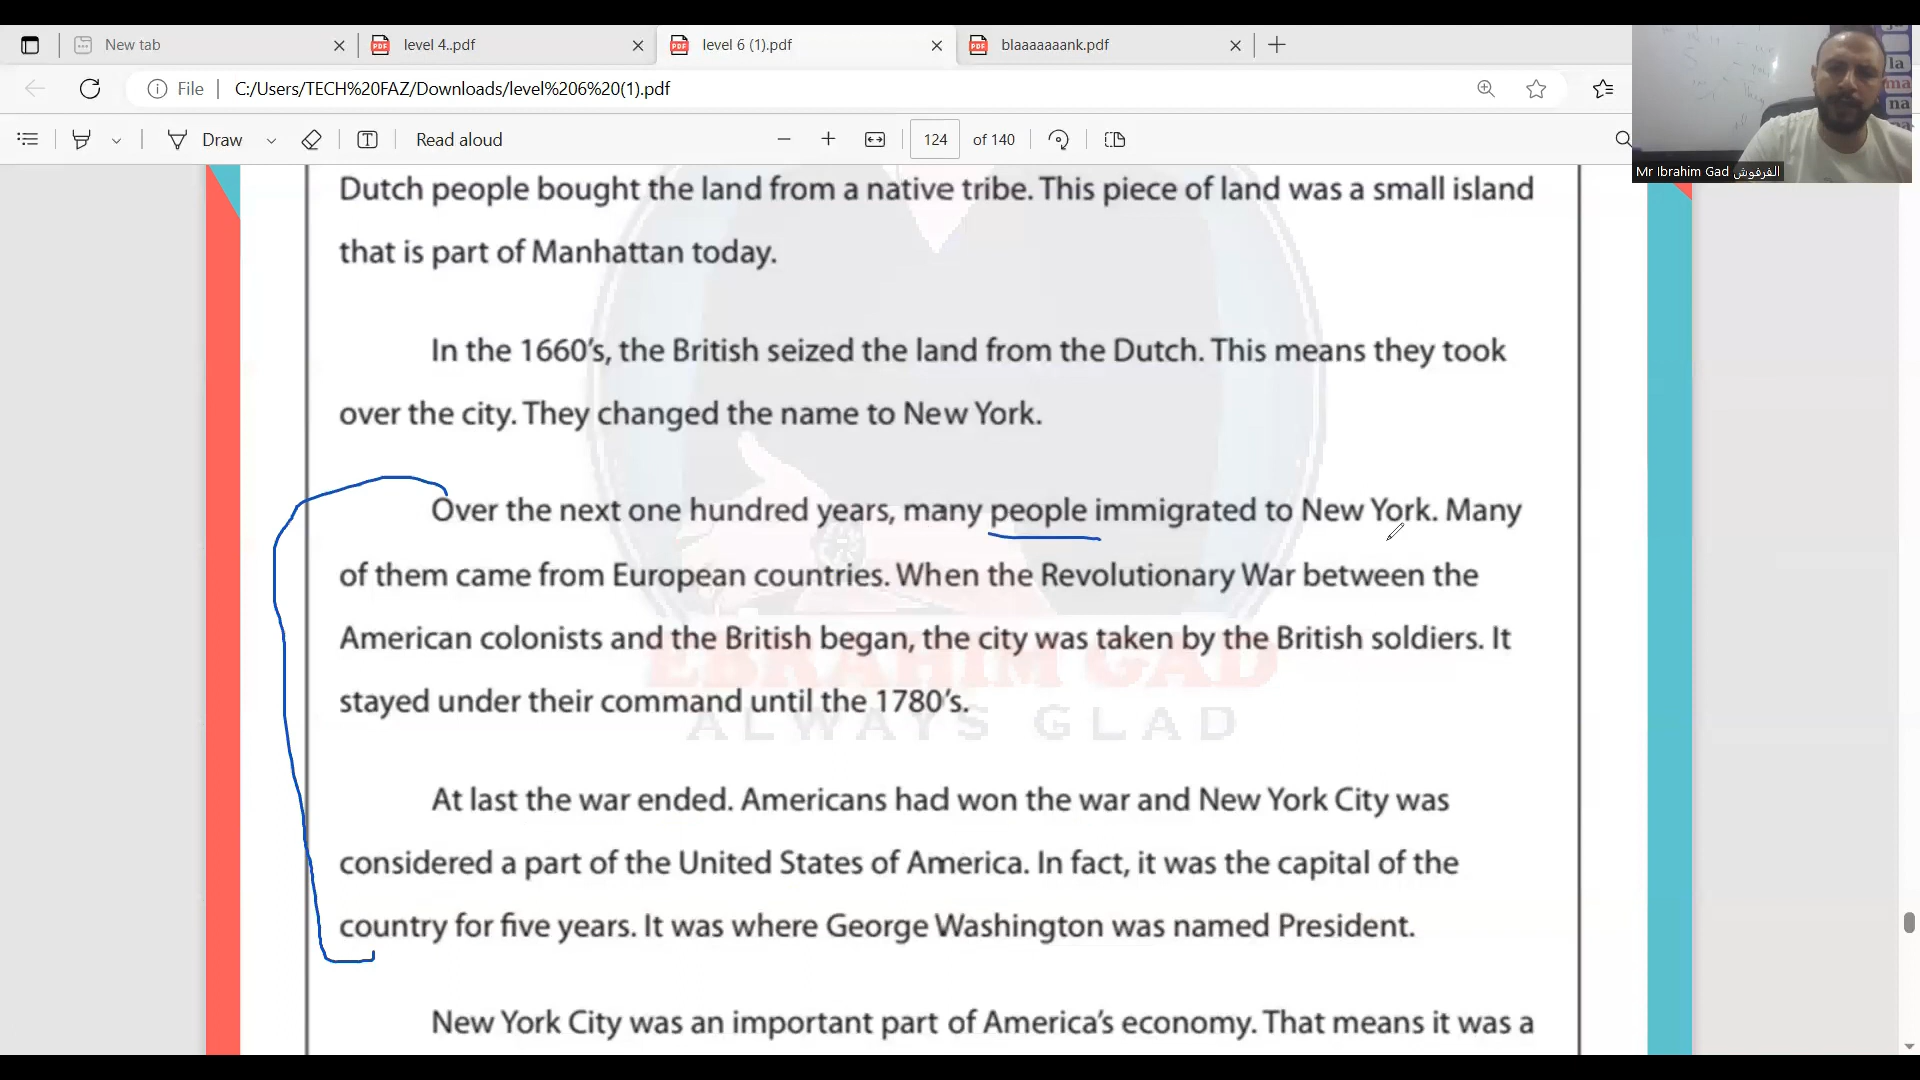 New tab
level 4..pdf
level 6 (1).pdf
blaaaaaaank.pdf
File
C:/Users/TECH%20FAZ/Downloads/level%206%20(1).pdf
Draw
Read aloud
124
of 140
la
ma
na
Mr Ibrahim Gad الفرفوش
Dutch people bought the land from a native tribe. This piece of land was a small island
that is part of Manhattan today.
In the 1660’s, the British seized the land from the Dutch. This means they took
over the city. They changed the name to New York.
Over the next one hundred years, many people immigrated to New York. Many
of them came from European countries. When the Revolutionary War between the
American colonists and the British began, the city was taken by the British soldiers. It
stayed under their command until the 1780’s.
EBRAHIM GAD
ALWAYS GLAD
At last the war ended. Americans had won the war and New York City was
considered a part of the United States of America. In fact, it was the capital of the
country for five years. It was where George Washington was named President.
New York City was an important part of America’s economy. That means it was a